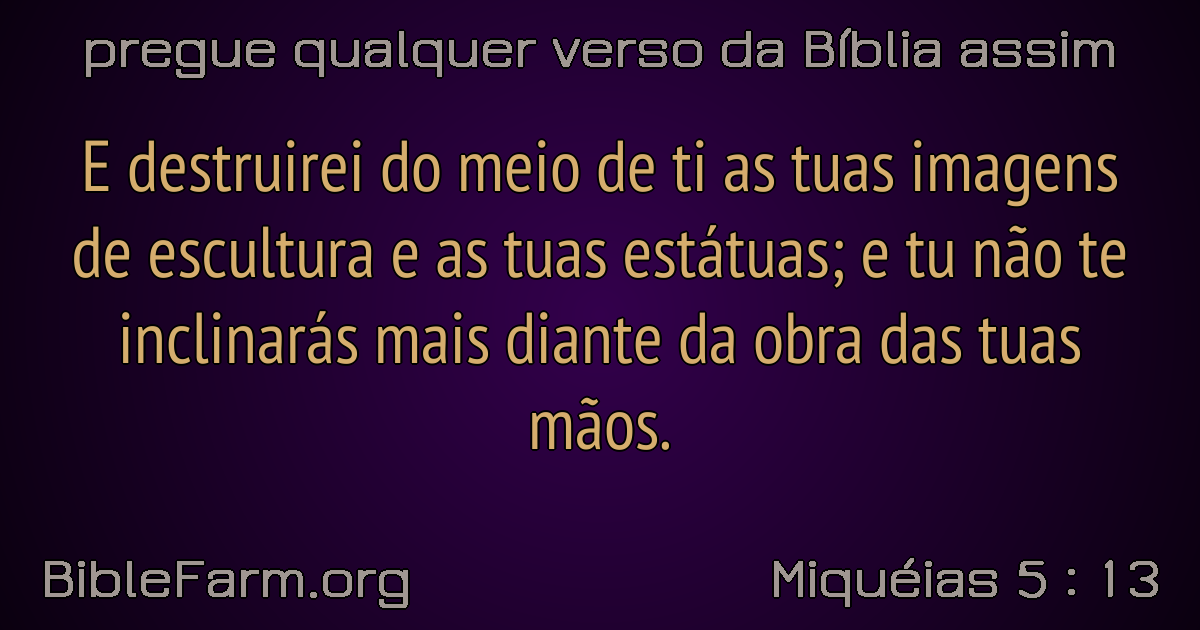 pregue qualquer verso da Bíblia assim
E destruirei do meio de ti as tuas imagens
de escultura e as tuas estátuas; e tu não te
inclinarás mais diante da obra das tuas
mãos.
BibleFarm.org
Miquéias 5 : 13